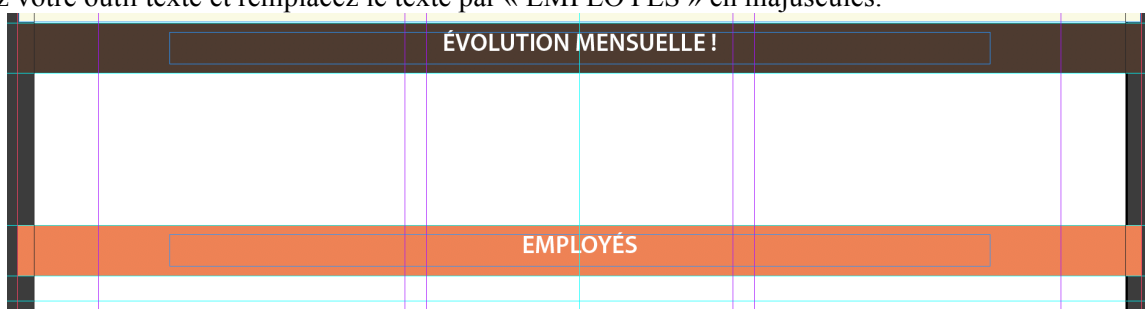 votre outil texte et remplacez le texte par « EMPLOYÉS » en majuscules.
ÉVOLUTION MENSUELLE !
EMPLOYÉS